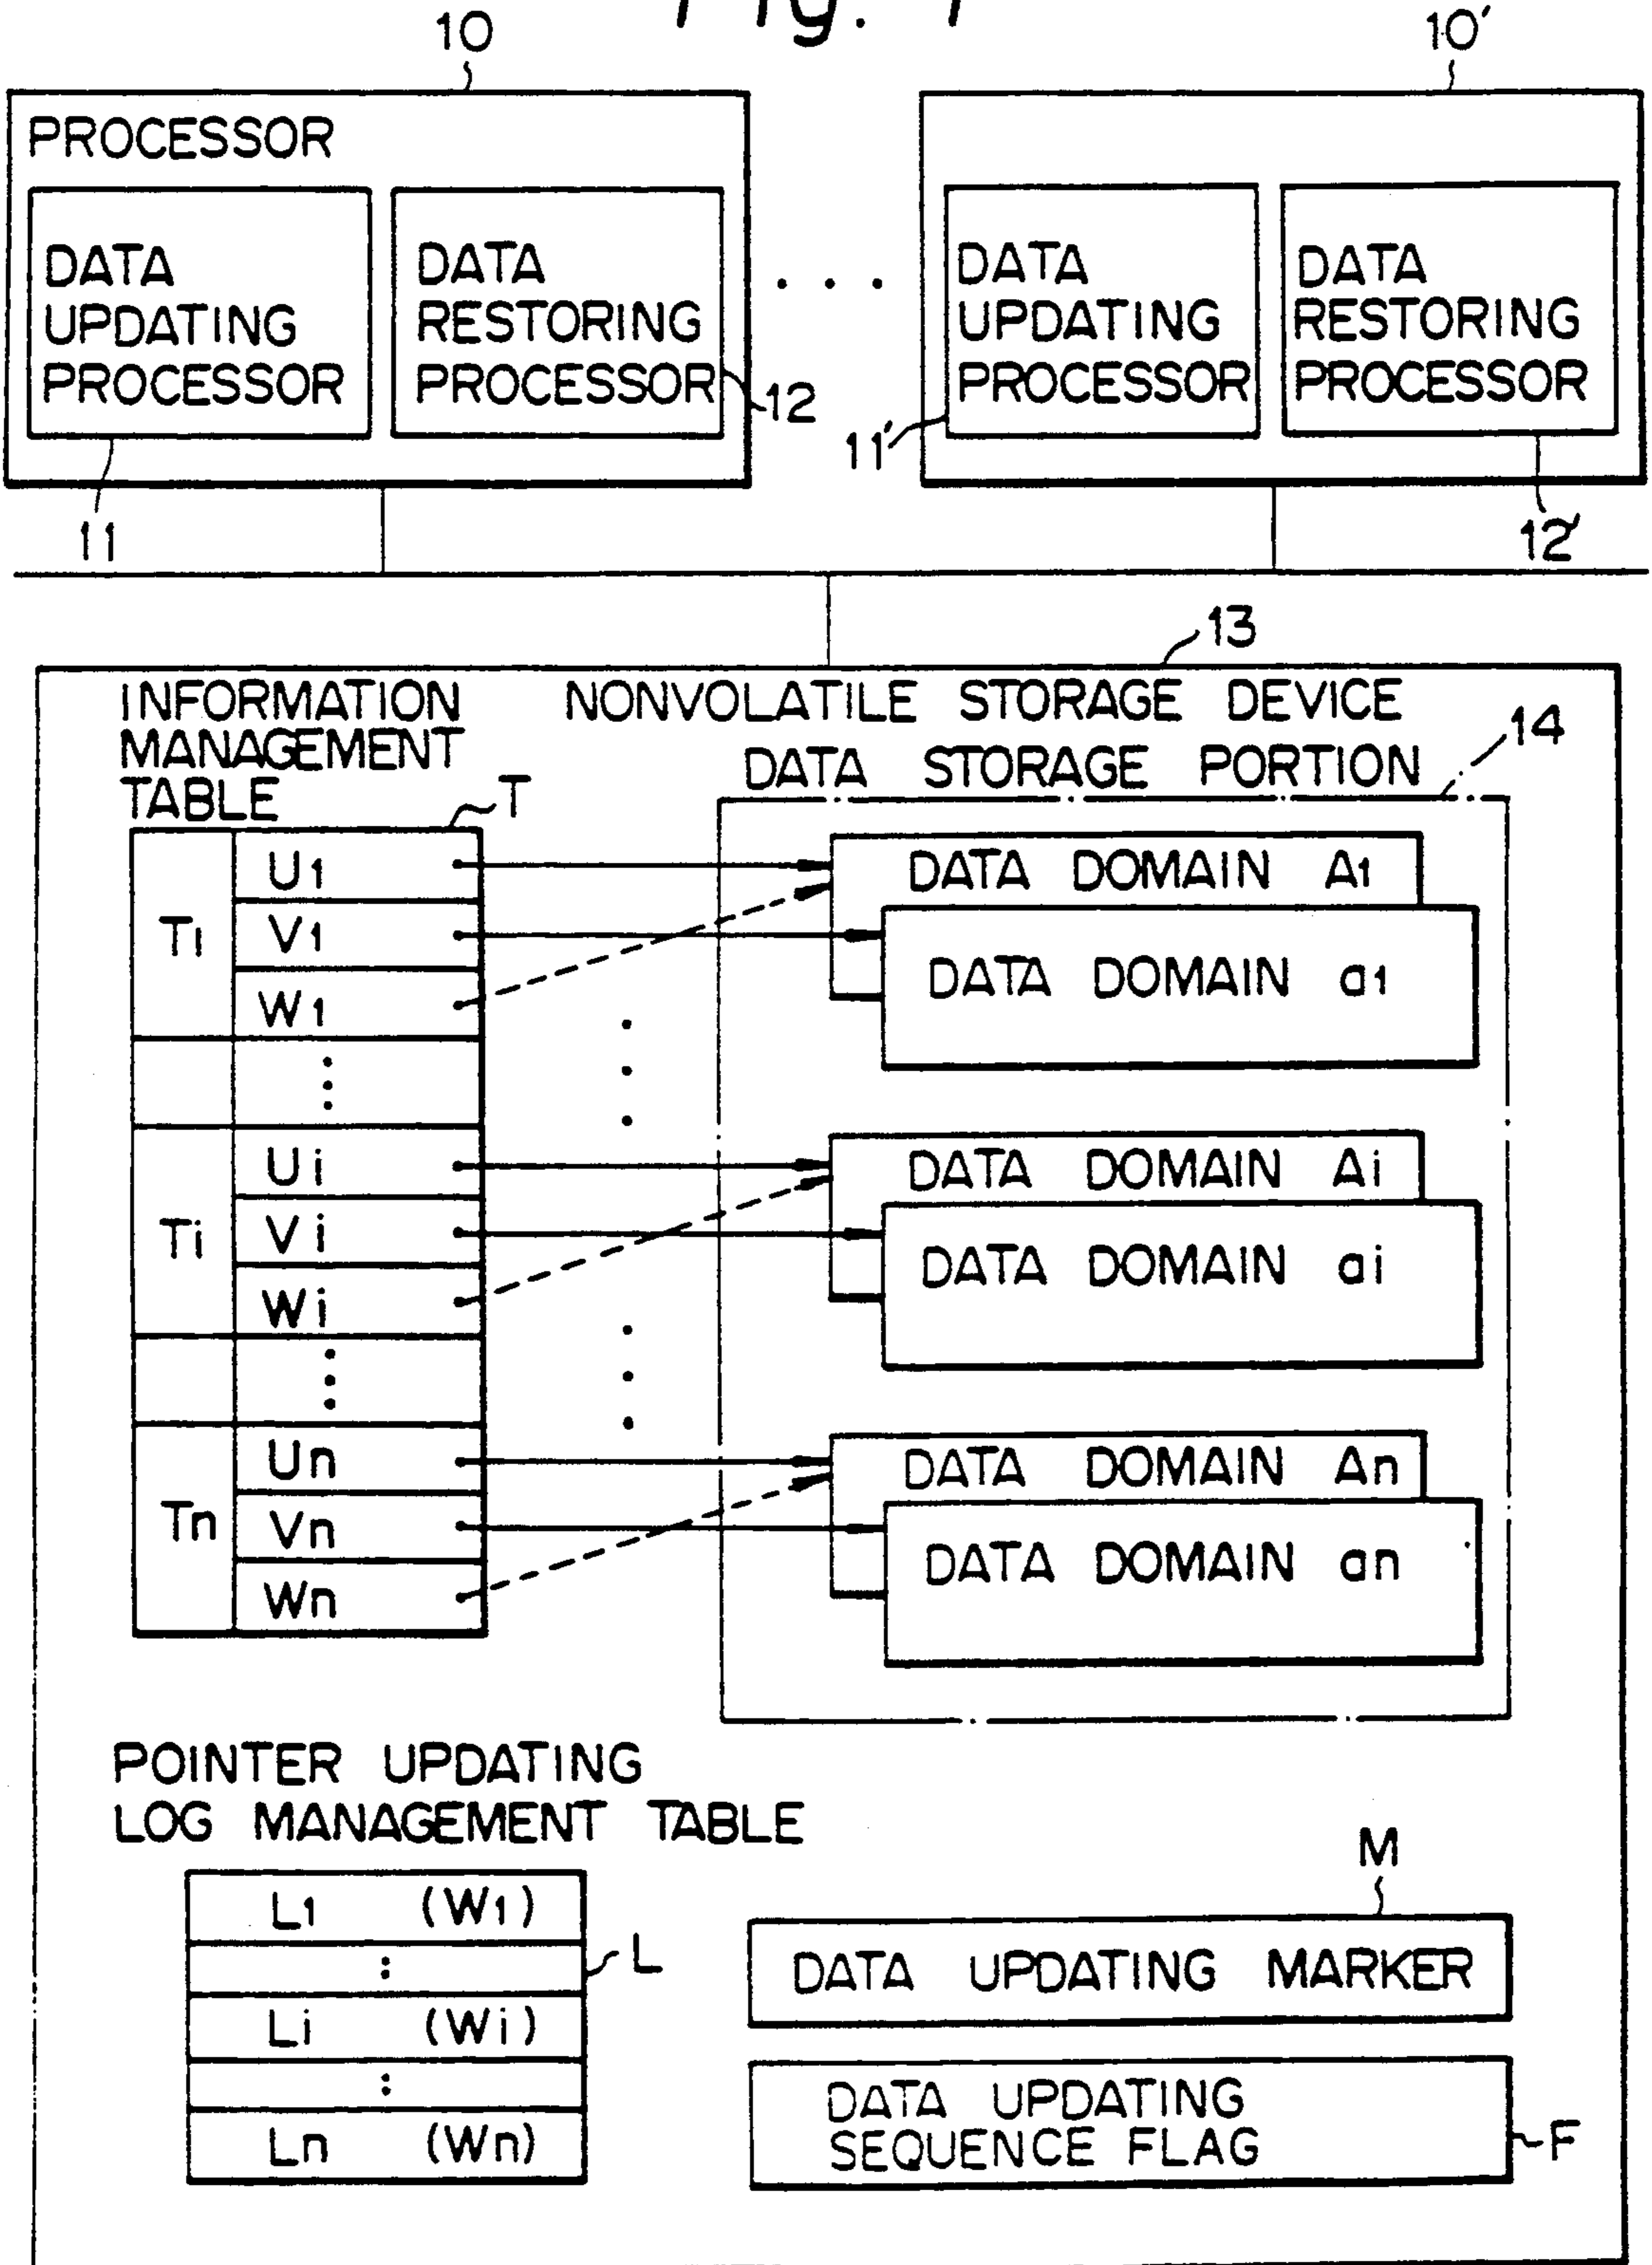 Fig. 1
10
10'
PROCESSOR
DATA
UPDATING
PROCESSOR
DATA
RESTORING
PROCESSOR
. . .
DATA
UPDATING
PROCESSOR
DATA
RESTORING
PROCESSOR
12
11'
11
12'
13
INFORMATION
MANAGEMENT
TABLE
NONVOLATILE STORAGE DEVICE
DATA STORAGE PORTION
14
T
T1
U1
V1
W1
DATA DOMAIN A1
DATA DOMAIN a1
Ti
Ui
Vi
Wi
DATA DOMAIN Ai
DATA DOMAIN ai
Tn
Un
Vn
Wn
DATA DOMAIN An
DATA DOMAIN an
POINTER UPDATING
LOG MANAGEMENT TABLE
L1 (W1)
Li (Wi)
Ln (Wn)
L
M
DATA UPDATING MARKER
DATA UPDATING
SEQUENCE FLAG
F